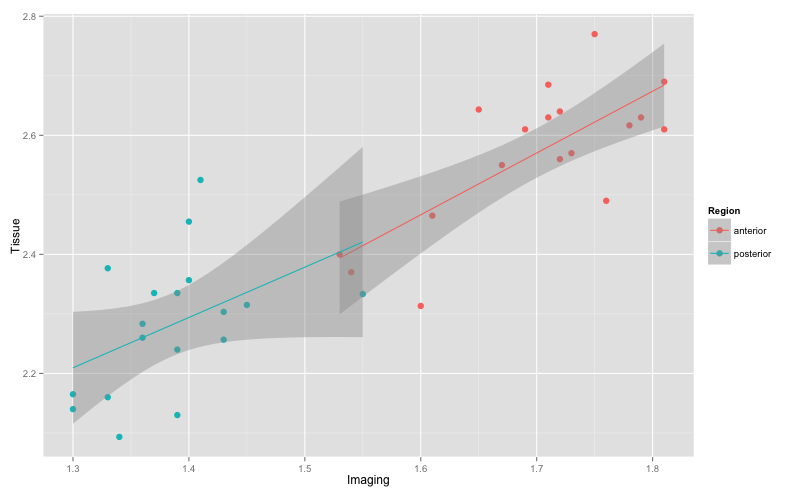 2.8
2.6
2.4
2.2
Tissue
1.3 1.4 1.5 1.6 1.7 1.8
Imaging
Region
anterior
posterior